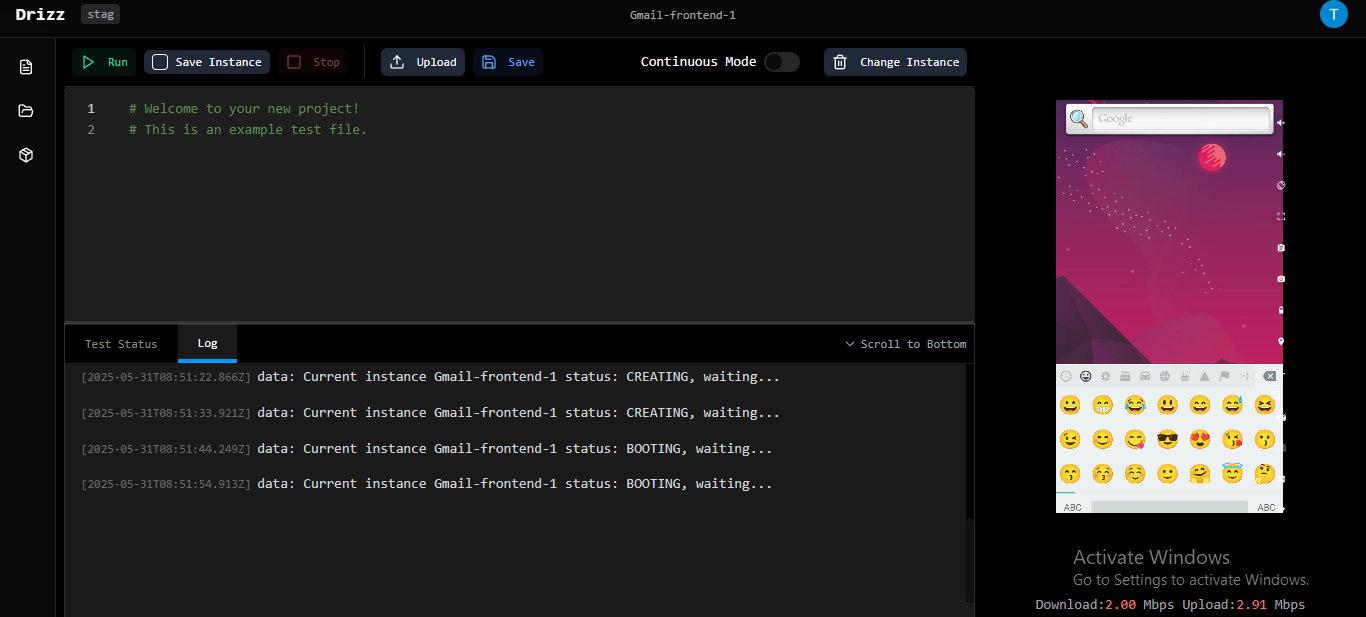 Drizz stag Gmail-frontend-1 T
Run Save Instance Stop Upload Save Continuous Mode Change Instance
1 # Welcome to your new project!
2 # This is an example test file.
Google
Test Status Log Scroll to Bottom
[2025-05-31T08:51:22.866Z] data: Current instance Gmail-frontend-1 status: CREATING, waiting...
[2025-05-31T08:51:33.921Z] data: Current instance Gmail-frontend-1 status: CREATING, waiting...
[2025-05-31T08:51:44.249Z] data: Current instance Gmail-frontend-1 status: BOOTING, waiting...
[2025-05-31T08:51:54.913Z] data: Current instance Gmail-frontend-1 status: BOOTING, waiting...
:-)
ABC ABC
Activate Windows
Go to Settings to activate Windows.
Download:2.00 Mbps Upload:2.91 Mbps